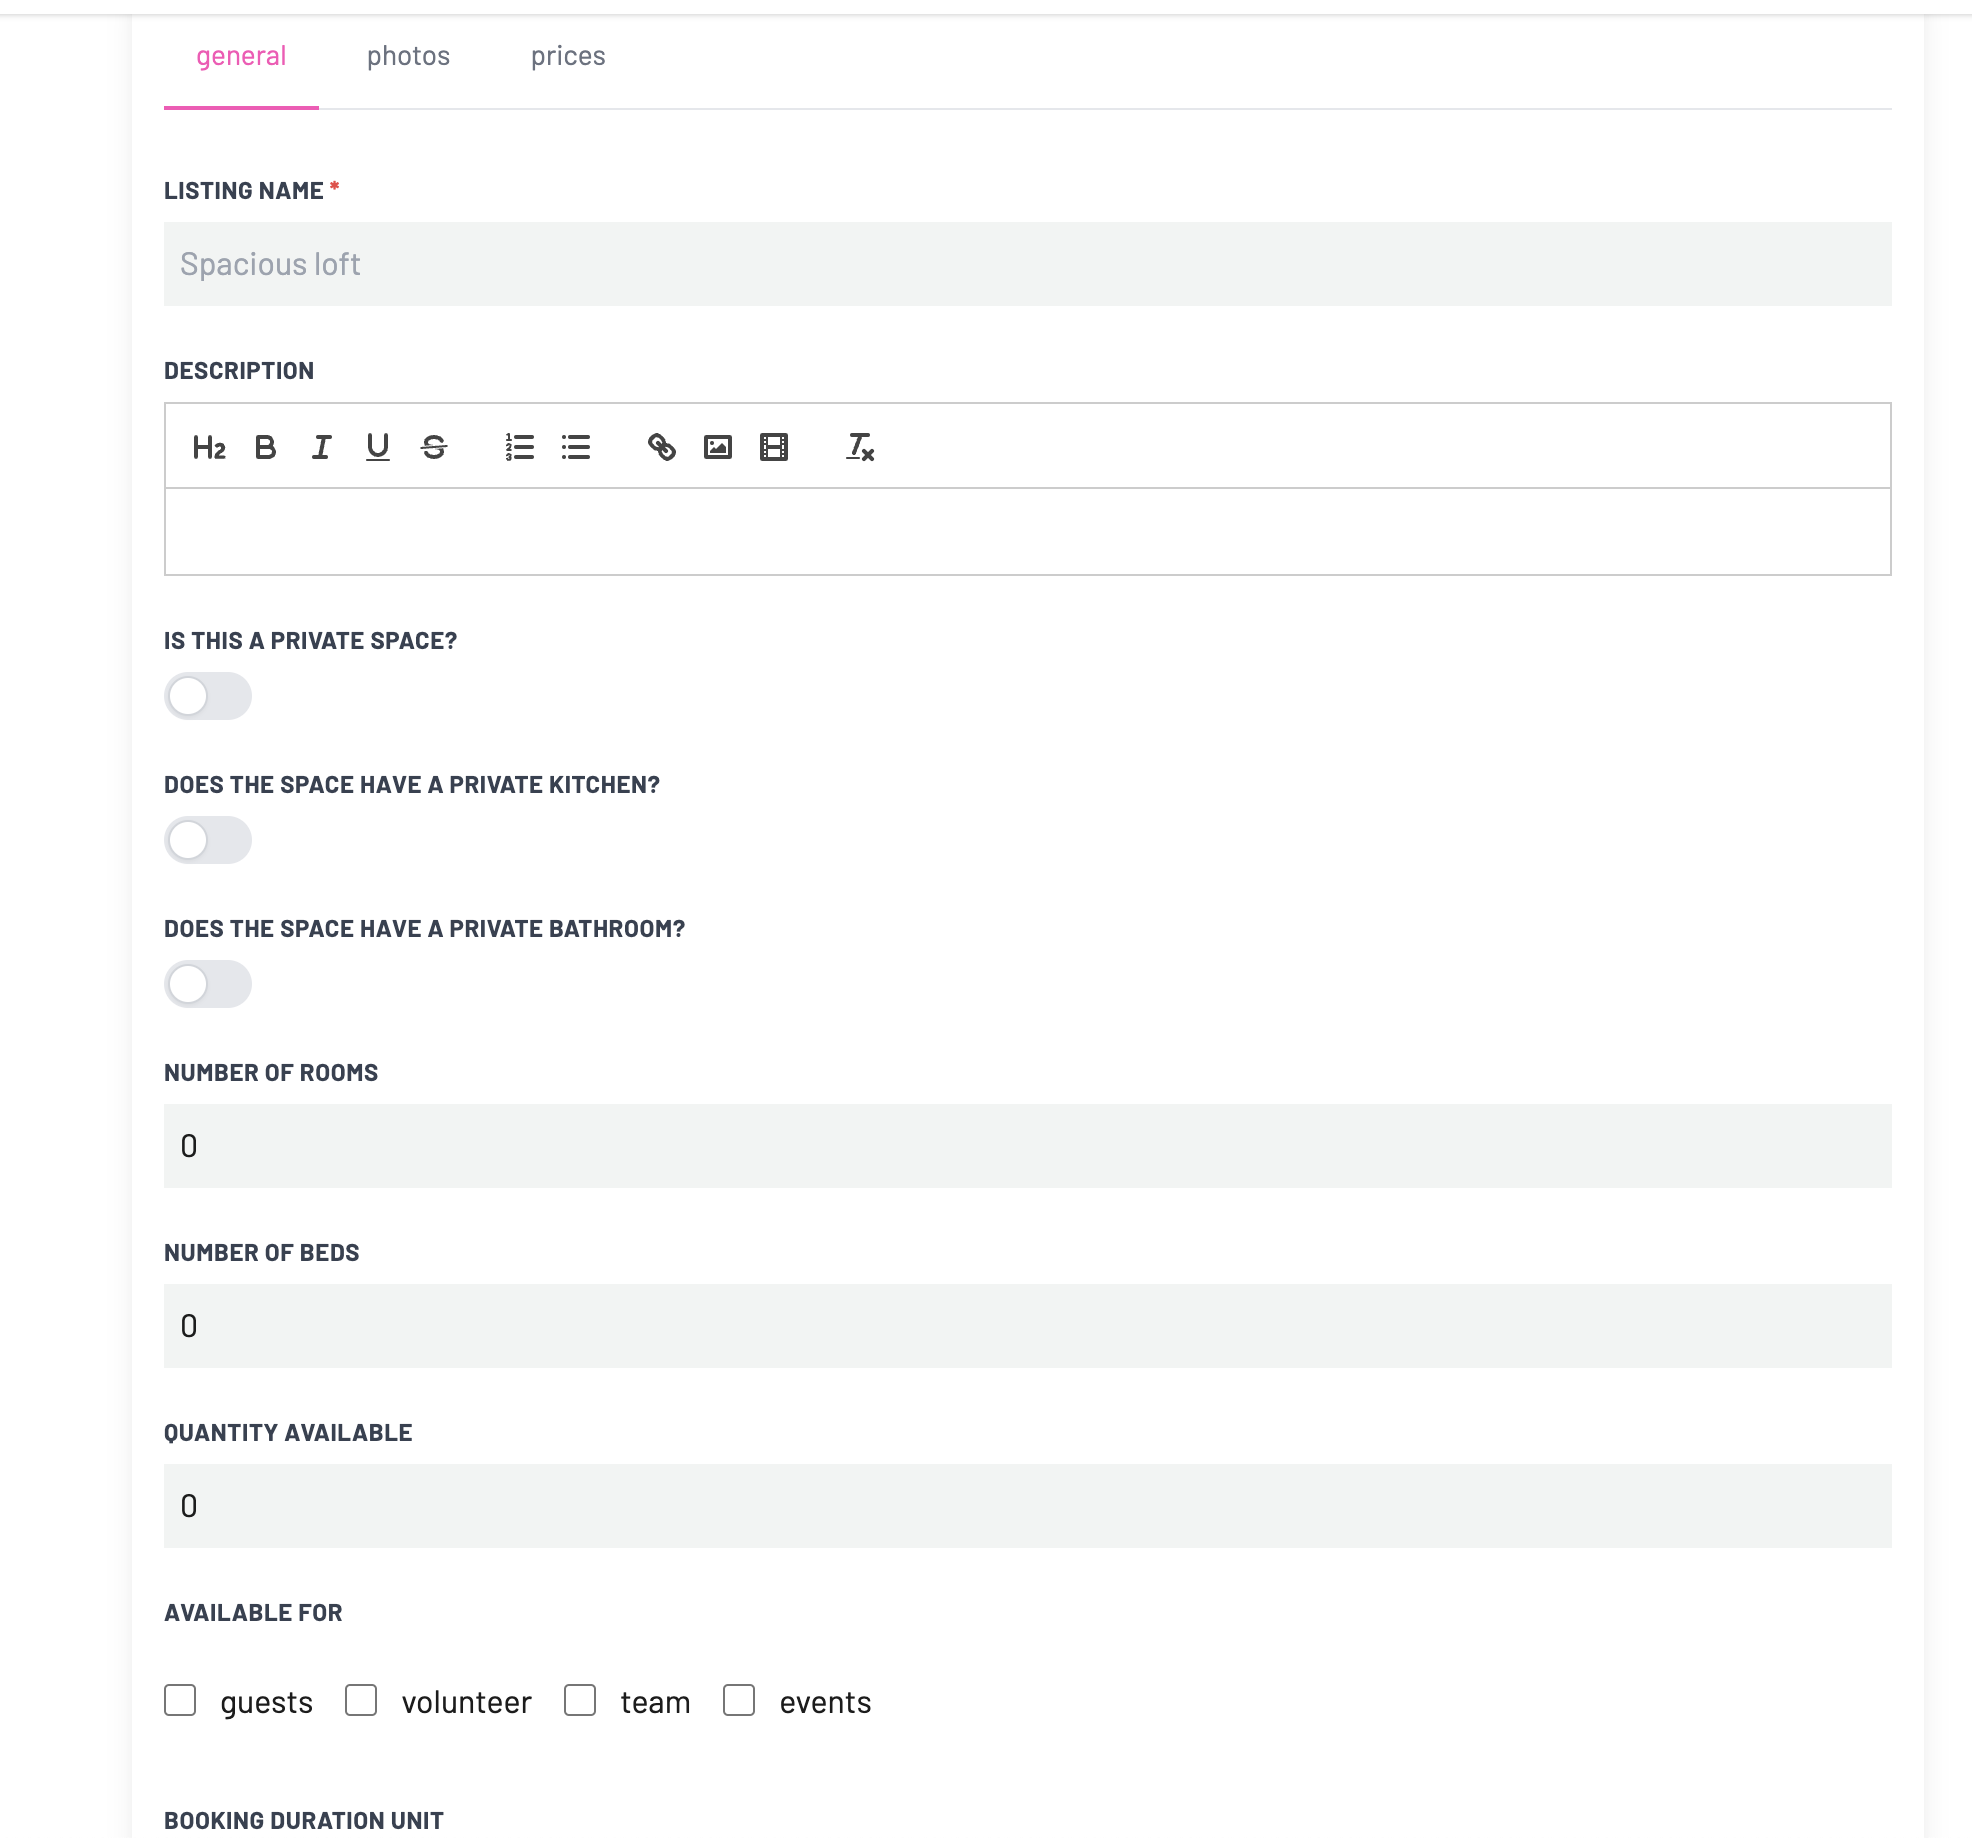 general photos prices
LISTING NAME *
Spacious loft
DESCRIPTION
H2 B I U S
IS THIS A PRIVATE SPACE?
DOES THE SPACE HAVE A PRIVATE KITCHEN?
DOES THE SPACE HAVE A PRIVATE BATHROOM?
NUMBER OF ROOMS
0
NUMBER OF BEDS
0
QUANTITY AVAILABLE
0
AVAILABLE FOR
guests volunteer team events
BOOKING DURATION UNIT